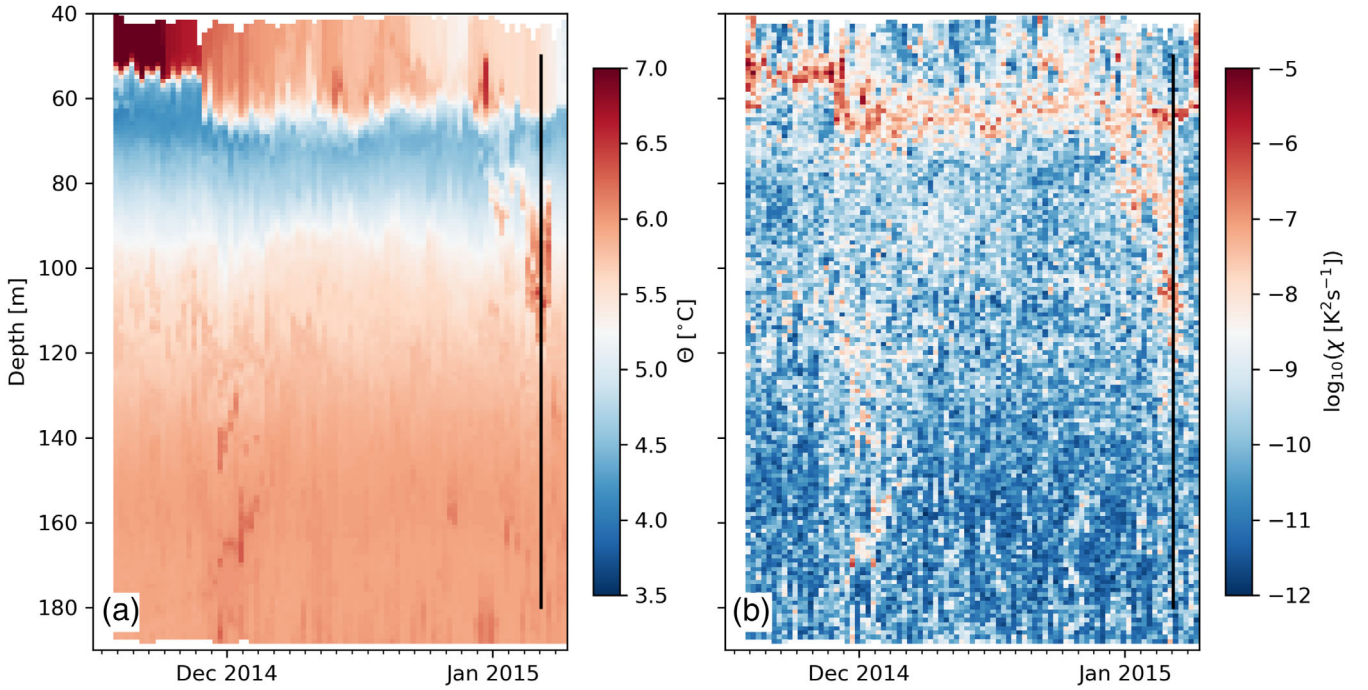 40
60
80
100
120
140
160
180
Depth [m]
(a)
Dec 2014
Jan 2015
7.0
6.5
6.0
5.5
5.0
4.5
4.0
3.5
Θ [°C]
(b)
Dec 2014
Jan 2015
−5
−6
−7
−8
−9
−10
−11
−12
log₁₀(χ [K²s⁻¹])